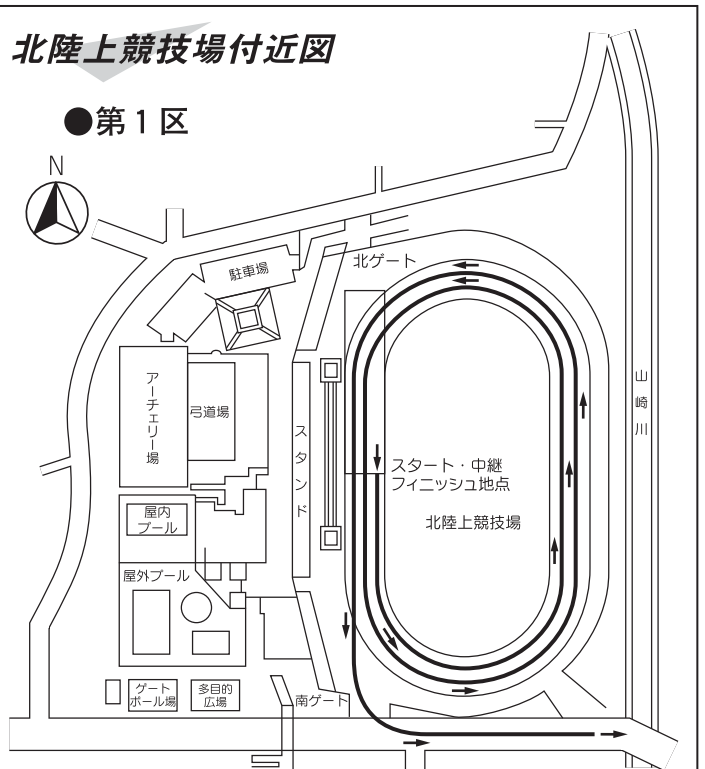 北陸上競技場付近図
●第1区
N
駐車場
北ゲート
アーチェリー場
弓道場
スタンド
山崎川
スタート・中継
フィニッシュ地点
北陸上競技場
屋内
プール
屋外プール
ゲート
ボール場
多目的
広場
南ゲート